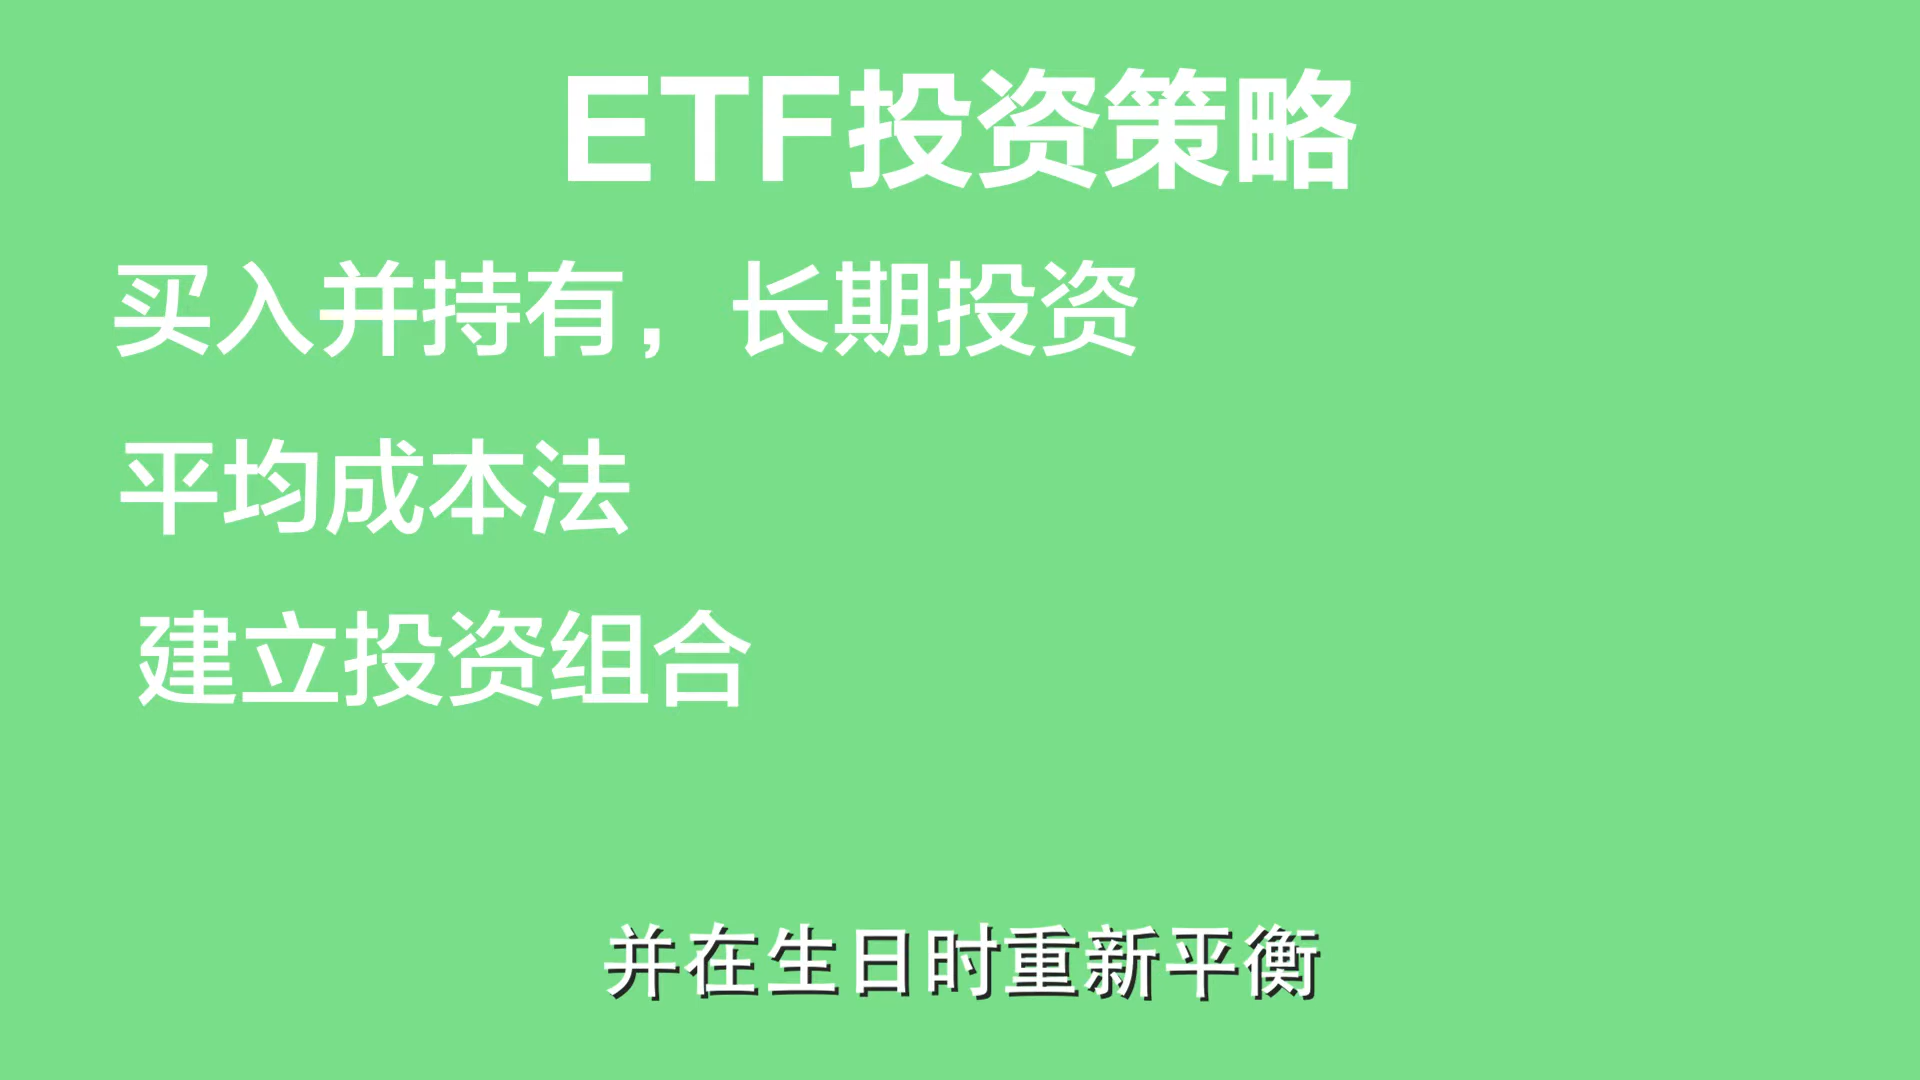 ETF投资策略
买入并持有，长期投资
平均成本法
建立投资组合
并在生日时重新平衡